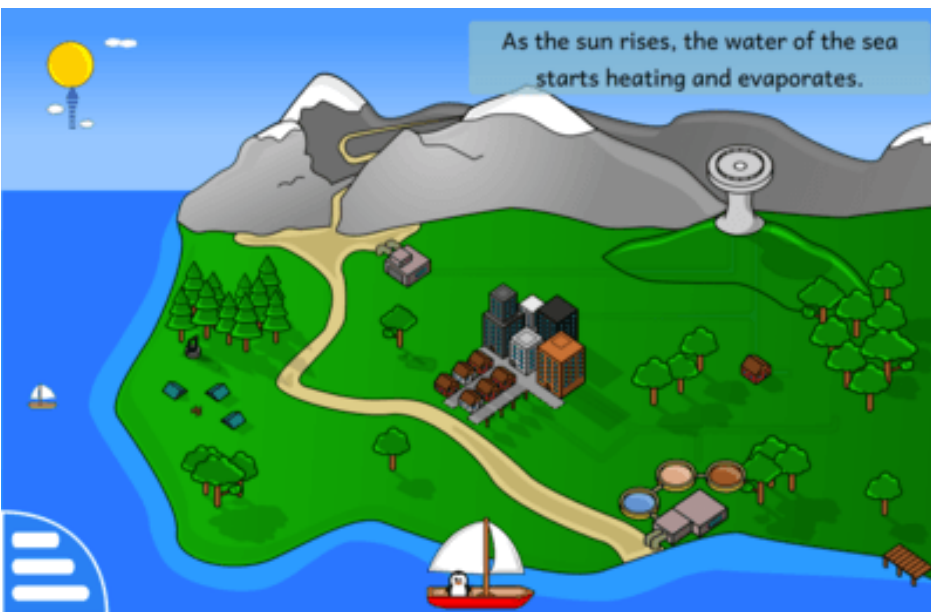 As the sun rises, the water of the sea
starts heating and evaporates.